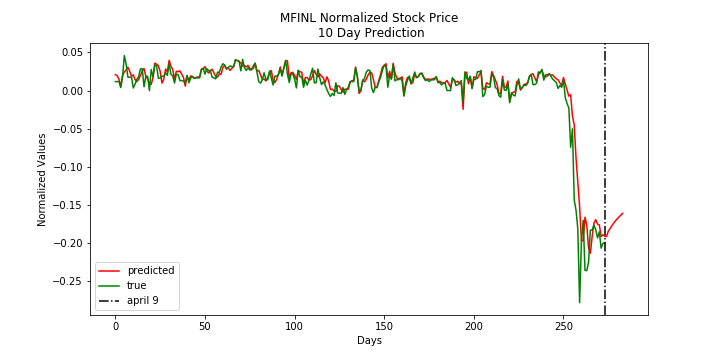 MFINL Normalized Stock Price
10 Day Prediction
Normalized Values
0.05
0.00
−0.05
−0.10
−0.15
−0.20
−0.25
predicted
true
april 9
0 50 100 150 200 250
Days